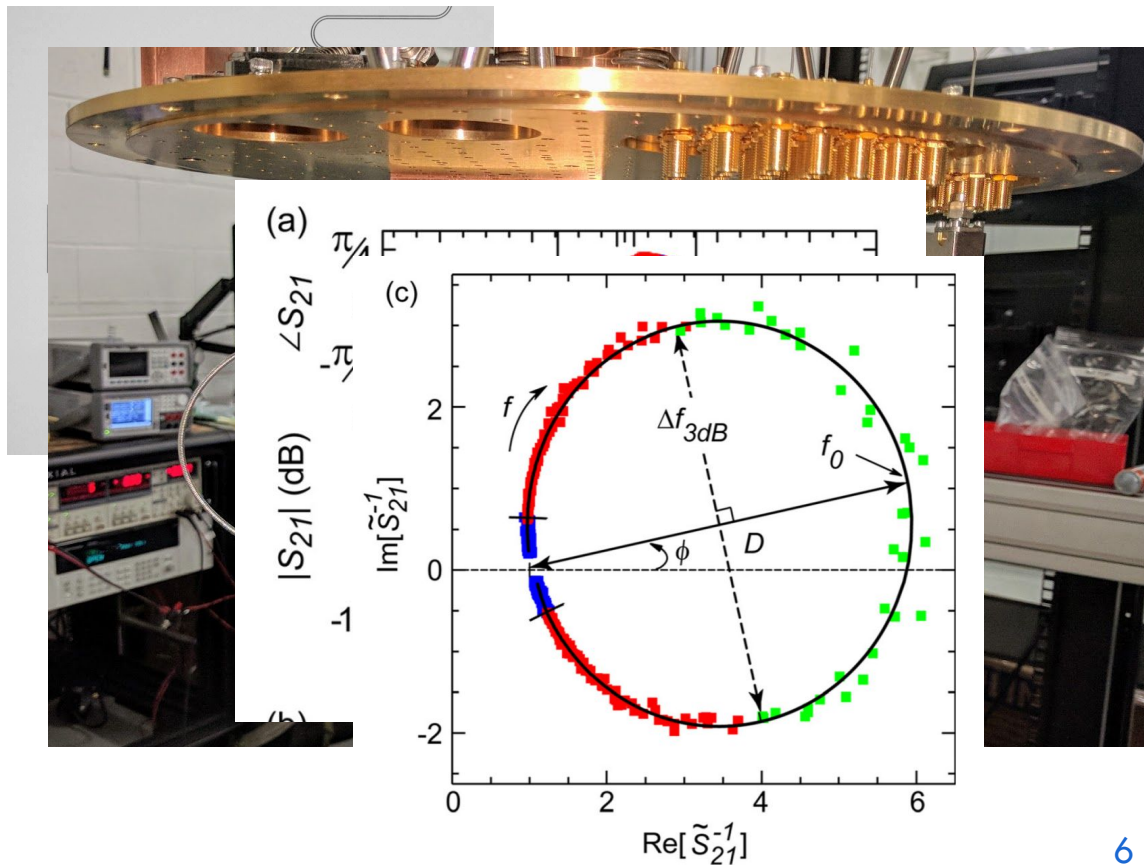 (a)
π/4
∠S21
-π/
|S21| (dB)
-1
(c)
f
Δf3dB
f0
D
ϕ
2
0
-2
Im[S̃21^-1]
0
2
4
6
Re[S̃21^-1]
6